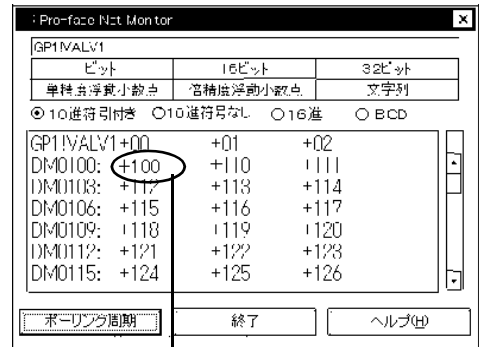 Pro-face Net Monitor
GP1!VALV1
ビット 16ビット 32ビット
単精度浮動小数点 倍精度浮動小数点 文字列
10進符号付き 10進符号なし 16進 BCD
GP1!VALV1+00 +01 +02
DM0100: +100 +110 +111
DM0103: +112 +113 +114
DM0106: +115 +116 +117
DM0109: +118 +119 +120
DM0112: +121 +122 +123
DM0115: +124 +125 +126
ポーリング周期 終了 ヘルプ(H)